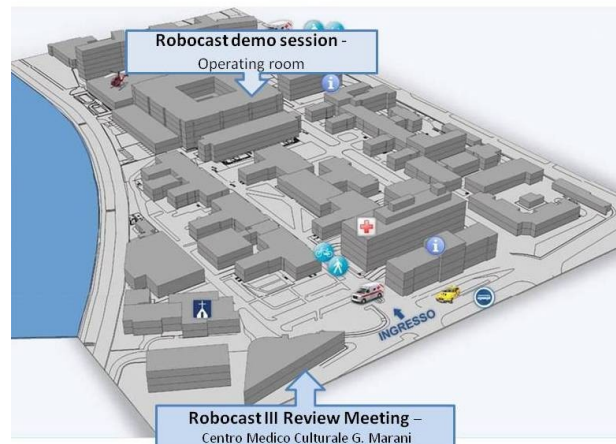 Robocast demo session -
Operating room
i
i
INGRESSO
Robocast III Review Meeting –
Centro Medico Culturale G. Marani